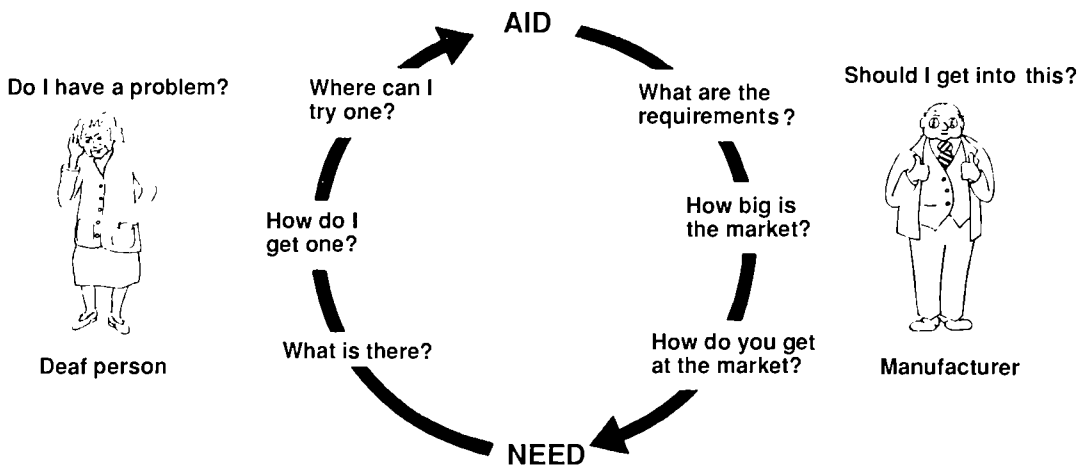 AID
Do I have a problem?
Where can I
try one?
How do I
get one?
What is there?
Deaf person
Should I get into this?
What are the
requirements?
How big is
the market?
How do you get
at the market?
Manufacturer
NEED